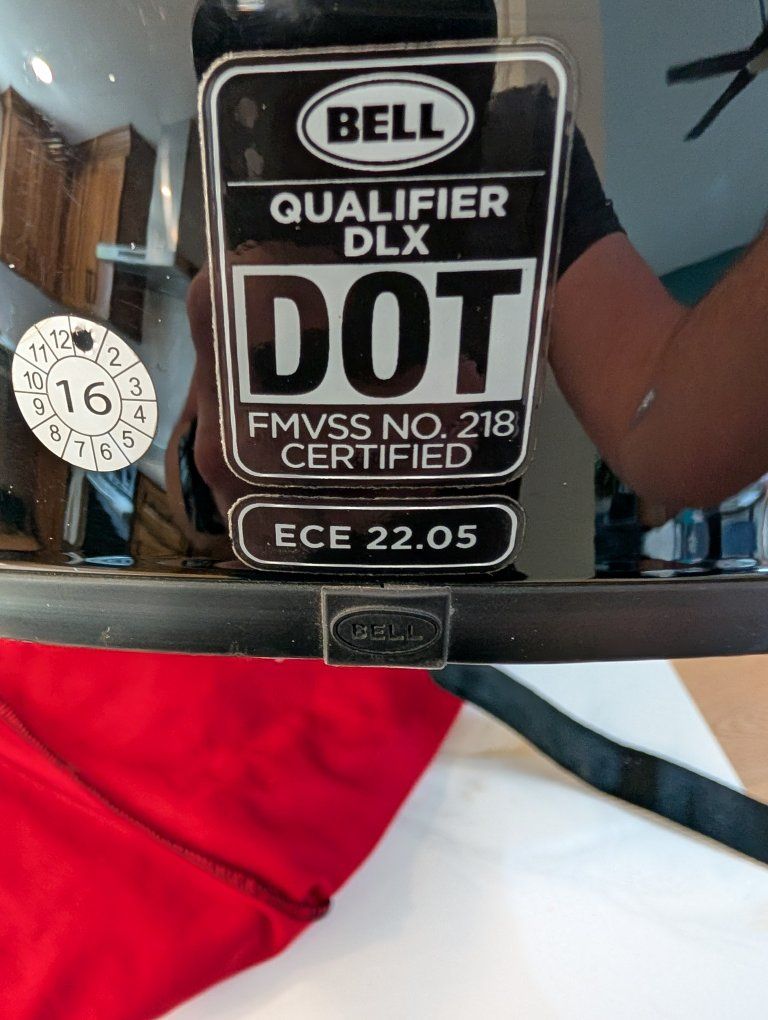 BELL
QUALIFIER
DLX
DOT
FMVSS NO. 218
CERTIFIED
ECE 22.05
BELL
12
2
3
4
5
6
7
8
9
10
11
16